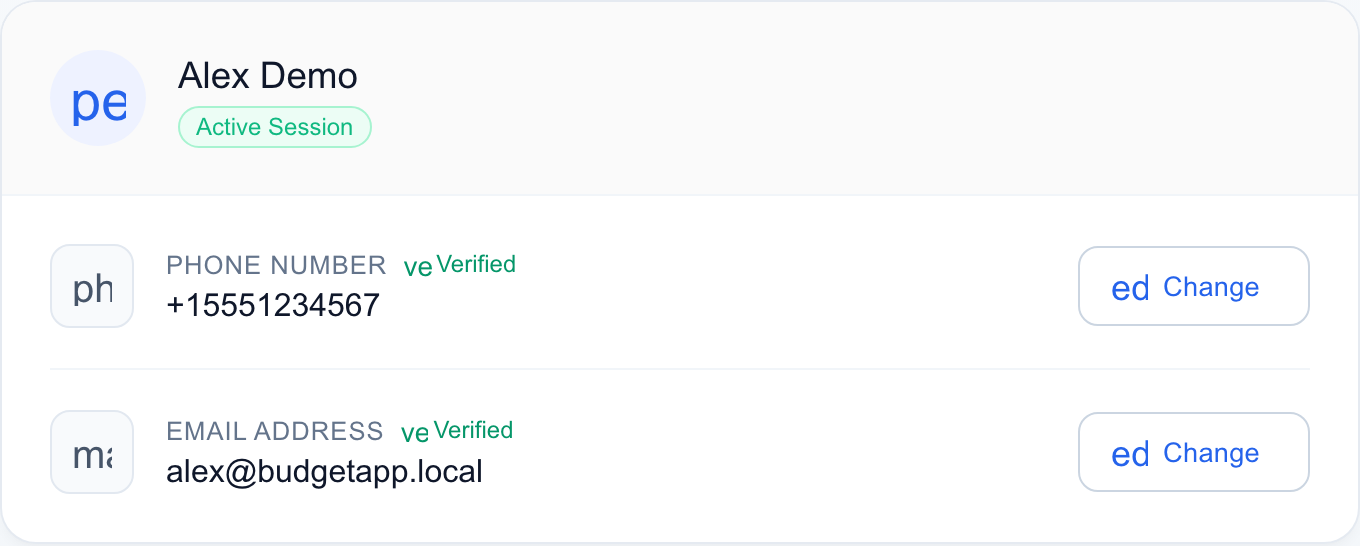 pe
Alex Demo
Active Session
ph
PHONE NUMBER ve Verified
+15551234567
ed Change
ma
EMAIL ADDRESS ve Verified
alex@budgetapp.local
ed Change